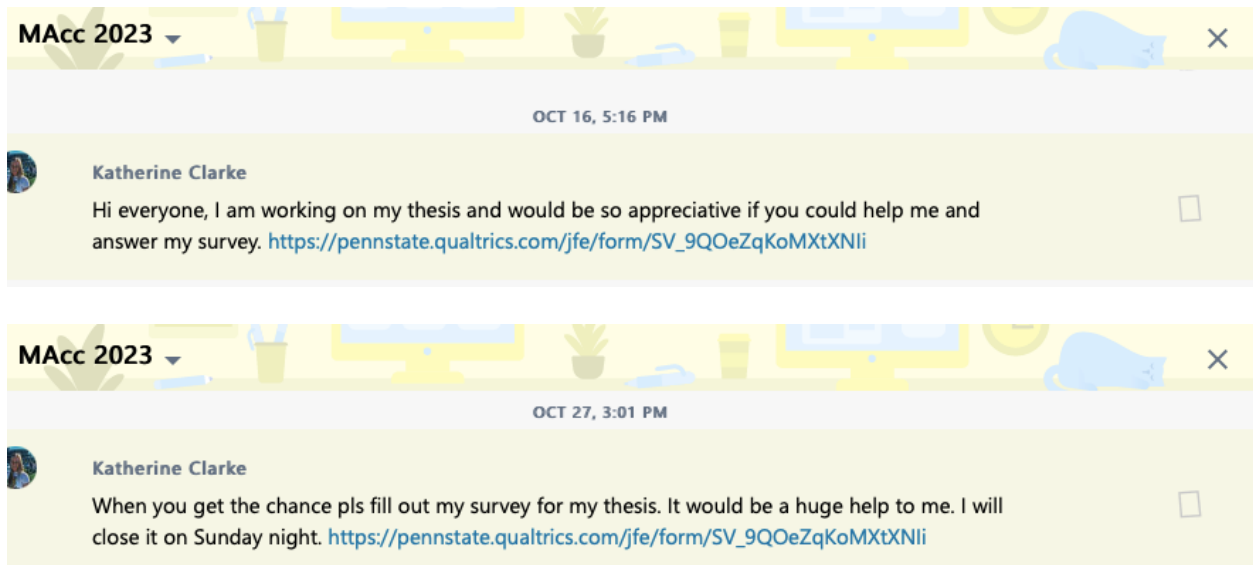 MAcc 2023
OCT 16, 5:16 PM
Katherine Clarke
Hi everyone, I am working on my thesis and would be so appreciative if you could help me and
answer my survey. https://pennstate.qualtrics.com/jfe/form/SV_9QOeZqKoMXtXNIi
MAcc 2023
OCT 27, 3:01 PM
Katherine Clarke
When you get the chance pls fill out my survey for my thesis. It would be a huge help to me. I will
close it on Sunday night. https://pennstate.qualtrics.com/jfe/form/SV_9QOeZqKoMXtXNIi